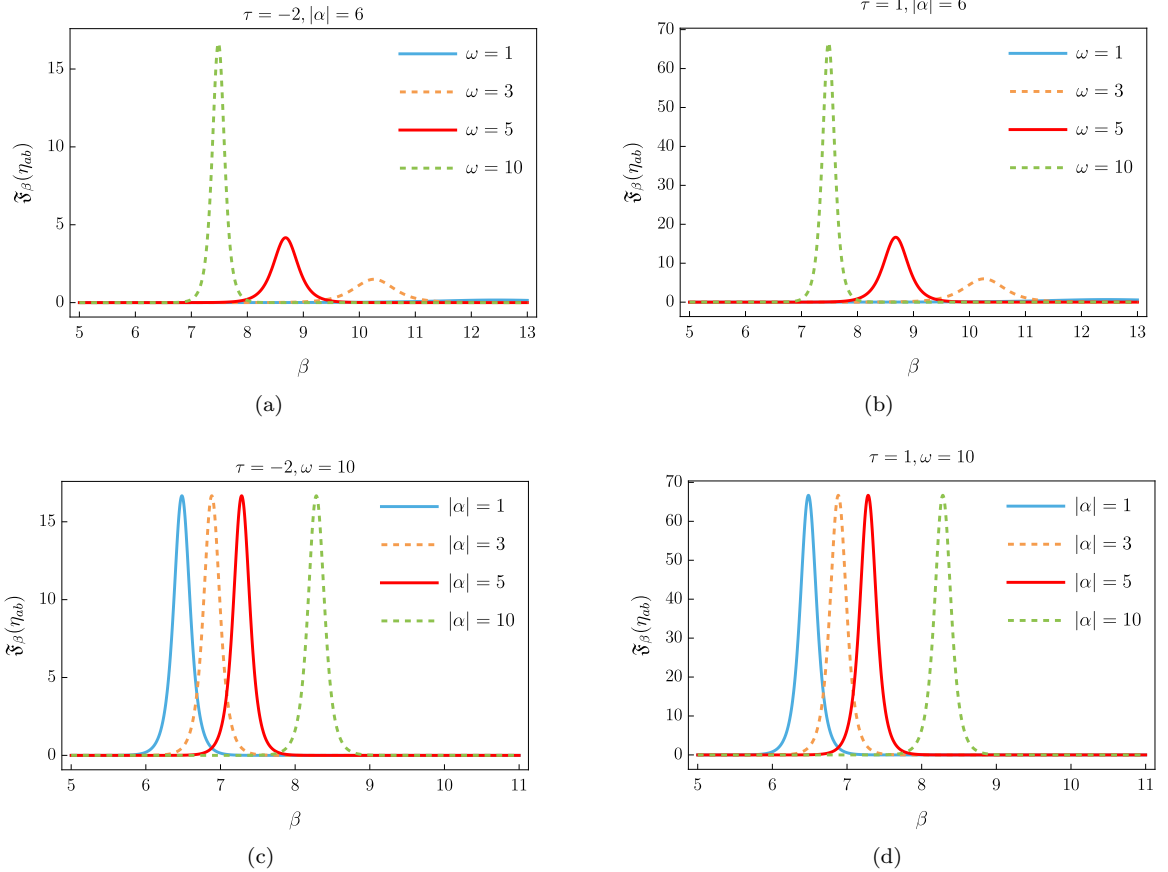 τ = −2, |α| = 6
𝔉β(ηab)
15
10
5
0
ω = 1
ω = 3
ω = 5
ω = 10
5 6 7 8 9 10 11 12 13
β
(a)
τ = 1, |α| = 6
𝔉β(ηab)
70
60
50
40
30
20
10
0
ω = 1
ω = 3
ω = 5
ω = 10
5 6 7 8 9 10 11 12 13
β
(b)
τ = −2, ω = 10
𝔉β(ηab)
15
10
5
0
|α| = 1
|α| = 3
|α| = 5
|α| = 10
5 6 7 8 9 10 11
β
(c)
τ = 1, ω = 10
𝔉β(ηab)
70
60
50
40
30
20
10
0
|α| = 1
|α| = 3
|α| = 5
|α| = 10
5 6 7 8 9 10 11
β
(d)